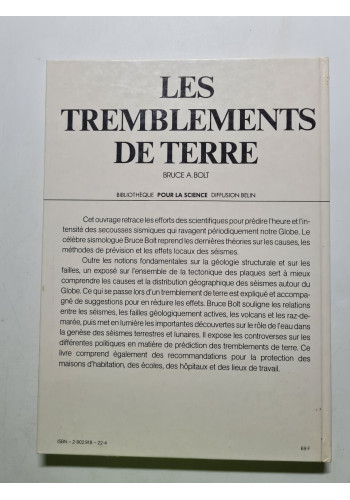 LES
TREMBLEMENTS
DE TERRE
BRUCE A. BOLT
BIBLIOTHEQUE POUR LA SCIENCE DIFFUSION BELIN
Cet ouvrage retrace les efforts des scientifiques pour prédire l'heure et l'in-
tensité des secousses sismiques qui ravagent périodiquement notre Globe. Le
célèbre sismologue Bruce Bolt reprend les dernières théories sur les causes, les
méthodes de prévision et les effets locaux des séismes.
Outre les notions fondamentales sur la géologie structurale et sur les
failles, un exposé sur l'ensemble de la tectonique des plaques sert à mieux
comprendre les causes et la distribution géographique des séismes autour du
Globe. Ce qui se passe lors d'un tremblement de terre est expliqué et accompa-
gné de suggestions pour en réduire les effets. Bruce Bolt souligne les relations
entre les séismes, les failles géologiquement actives, les volcans et les raz-de-
marée, puis met en lumière les importantes découvertes sur le rôle de l'eau dans
la genèse des séismes terrestres et lunaires. Il expose les controverses sur les
différentes politiques en matière de prédiction des tremblements de terre. Ce
livre comprend également des recommandations pour la protection des
maisons d'habitation, des écoles, des hôpitaux et des lieux de travail.
ISBN – 2 902 918 – 22 4
69 F